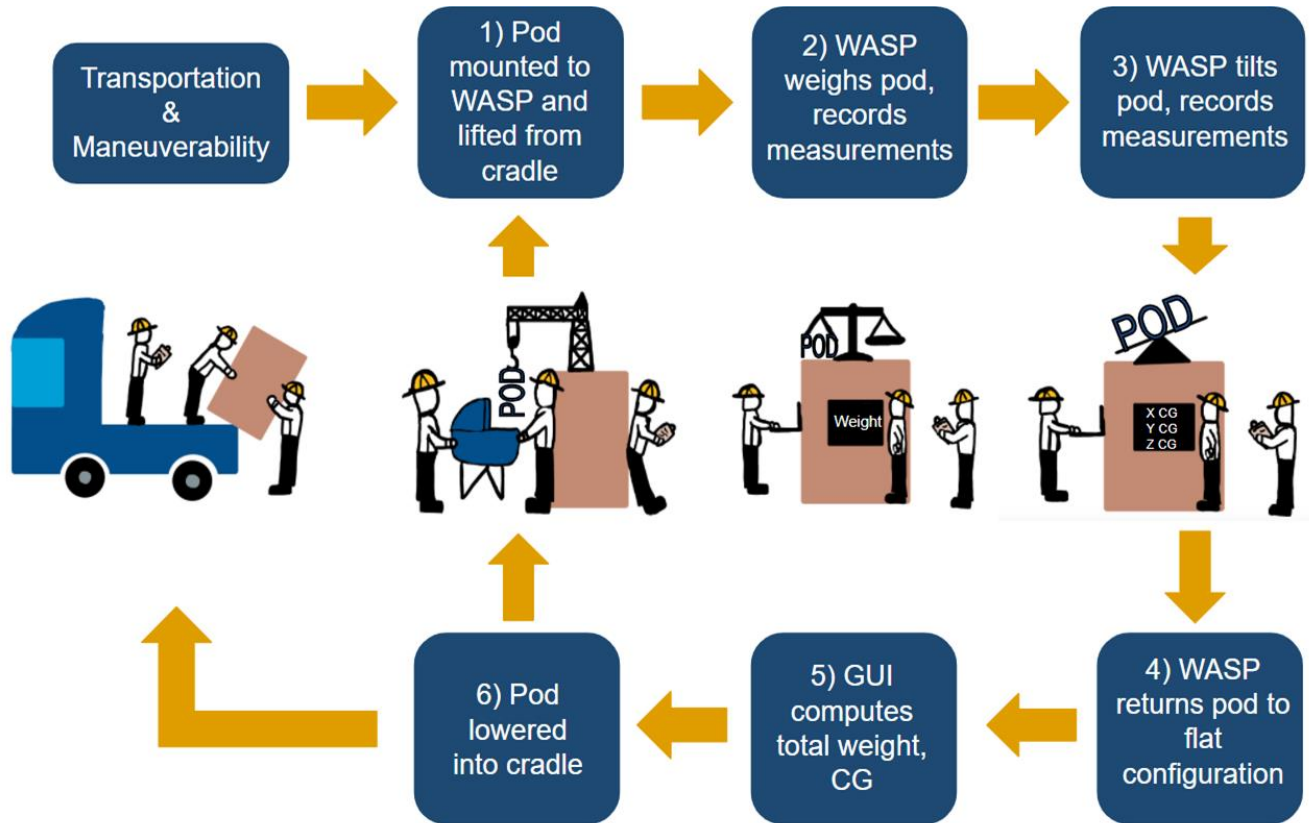 Transportation
&
Maneuverability
1) Pod
mounted to
WASP and
lifted from
cradle
2) WASP
weighs pod,
records
measurements
3) WASP tilts
pod, records
measurements
POD
POD
Weight
POD
X CG
Y CG
Z CG
6) Pod
lowered
into cradle
5) GUI
computes
total weight,
CG
4) WASP
returns pod to
flat
configuration